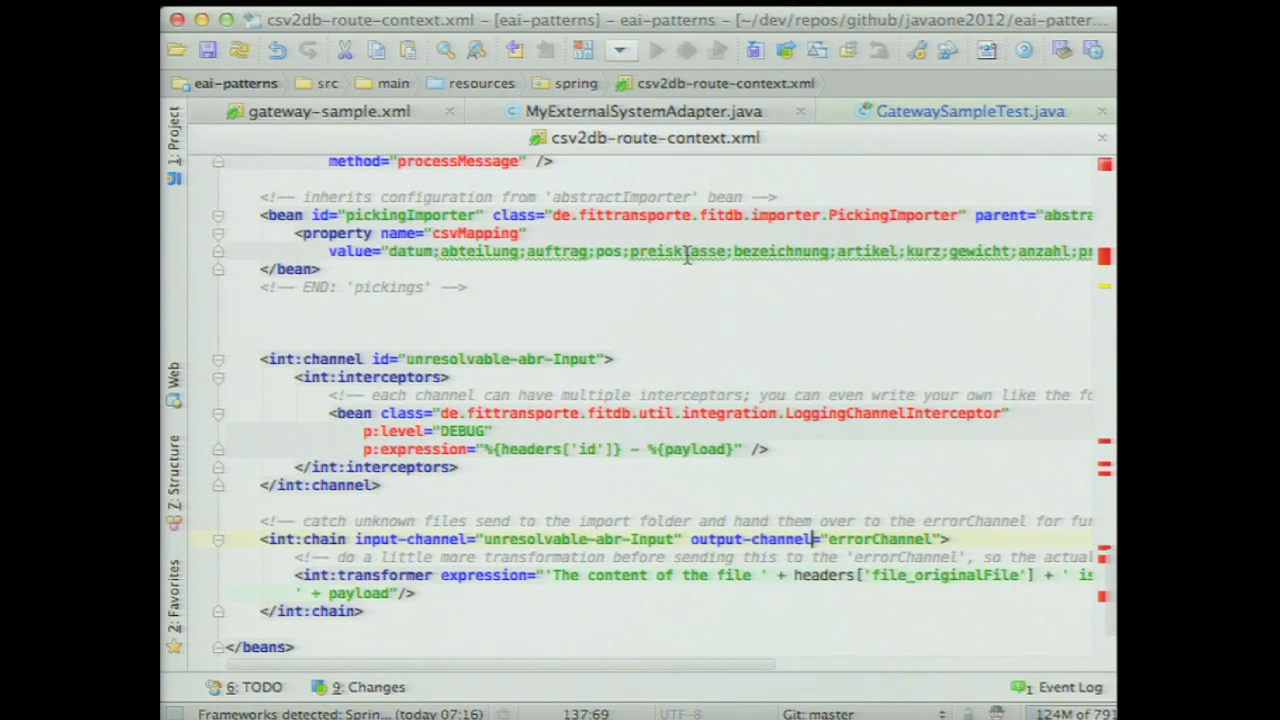 csv2db-route-context.xml - [eai-patterns] - eai-patterns - [~/dev/repos/github/javaone2012/eai-patter...
eai-patterns src main resources spring csv2db-route-context.xml
gateway-sample.xml MyExternalSystemAdapter.java GatewaySampleTest.java
csv2db-route-context.xml
1: Project
method="processMessage" />
<!-- inherits configuration from 'abstractImporter' bean -->
<bean id="pickingImporter" class="de.fittransporte.fitdb.importer.PickingImporter" parent="abstra
<property name="csvMapping"
value="datum;abteilung;auftrag;pos;preisklasse;bezeichnung;artikel;kurz;gewicht;anzahl;pr
</bean>
<!-- END: 'pickings' -->
<int:channel id="unresolvable-abr-Input">
<int:interceptors>
<!-- each channel can have multiple interceptors; you can even write your own like the fo
<bean class="de.fittransporte.fitdb.util.integration.LoggingChannelInterceptor"
p:level="DEBUG"
p:expression="%{headers['id']} - %{payload}" />
</int:interceptors>
</int:channel>
<!-- catch unknown files send to the import folder and hand them over to the errorChannel for fur
<int:chain input-channel="unresolvable-abr-Input" output-channel="errorChannel">
<!-- do a little more transformation before sending this to the 'errorChannel', so the actual
<int:transformer expression="'The content of the file ' + headers['file_originalFile'] + ' is
' + payload"/>
</int:chain>
</beans>
Web
Z: Structure
2: Favorites
6: TODO 9: Changes 1 Event Log
Frameworks detected: Sprin... (today 07:16) 137:69 UTF-8 Git: master 124M of 791